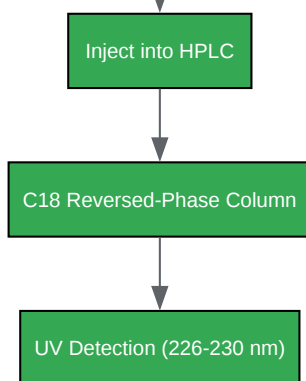 Inject into HPLC
C18 Reversed-Phase Column
UV Detection (226-230 nm)